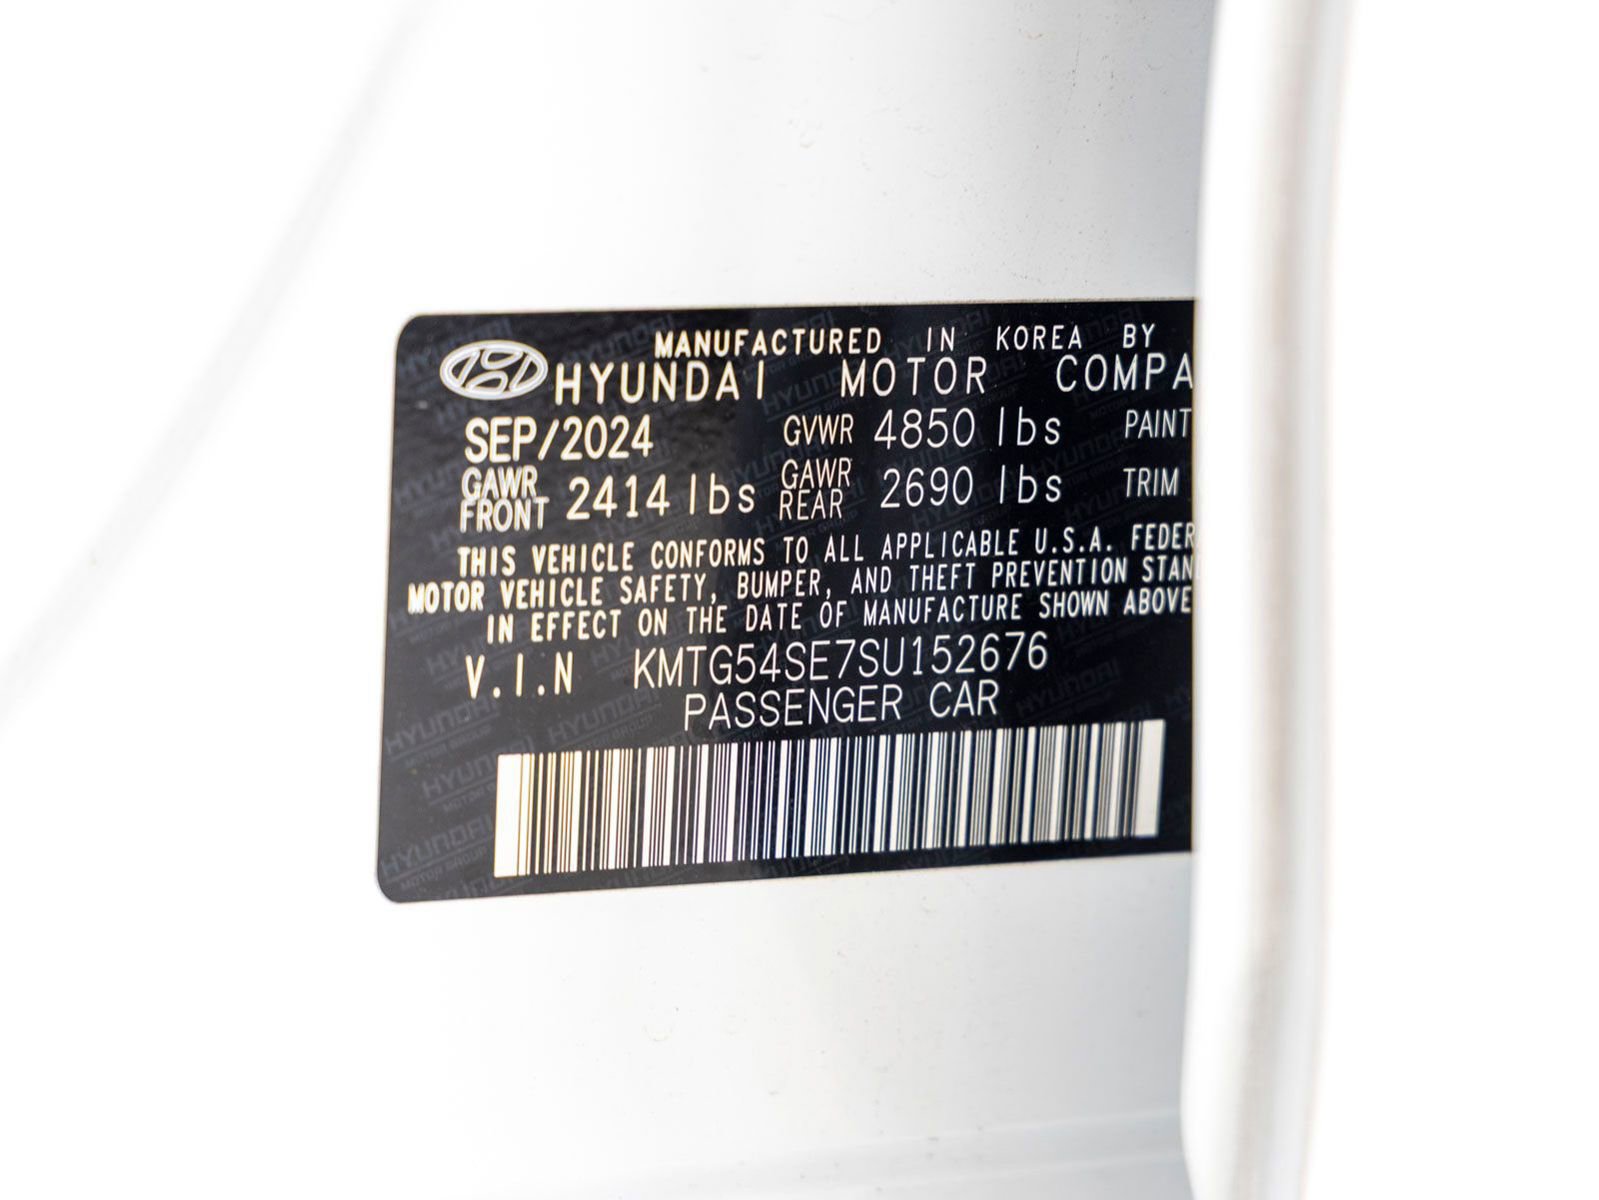 MANUFACTURED IN KOREA BY
HYUNDAI MOTOR COMPA
SEP/2024 GVWR 4850 lbs PAINT
GAWR FRONT 2414 lbs GAWR REAR 2690 lbs TRIM
THIS VEHICLE CONFORMS TO ALL APPLICABLE U.S.A. FEDER
MOTOR VEHICLE SAFETY, BUMPER, AND THEFT PREVENTION STAN
IN EFFECT ON THE DATE OF MANUFACTURE SHOWN ABOVE
V.I.N KMTG54SE7SU152676
PASSENGER CAR